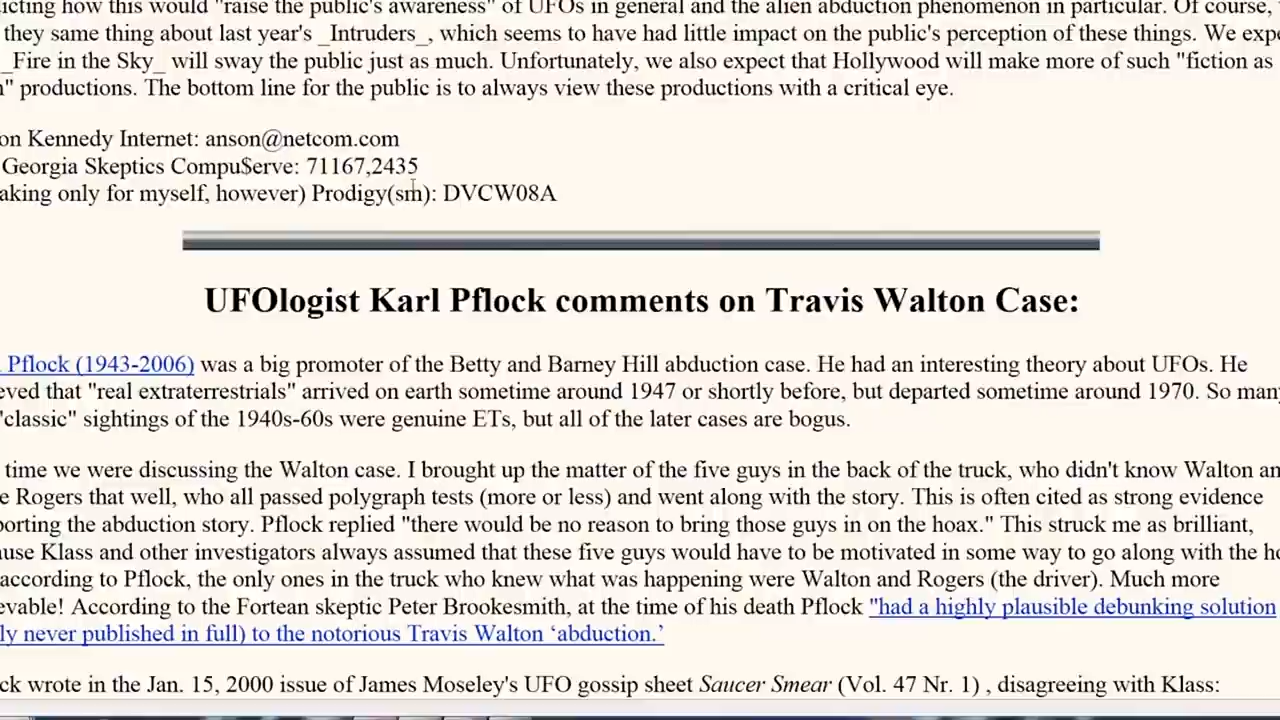 icting how this would "raise the public's awareness" of UFOs in general and the alien abduction phenomenon in particular. Of course,
they same thing about last year's _Intruders_, which seems to have had little impact on the public's perception of these things. We exp
_Fire in the Sky_ will sway the public just as much. Unfortunately, we also expect that Hollywood will make more of such "fiction as
" productions. The bottom line for the public is to always view these productions with a critical eye.
on Kennedy Internet: anson@netcom.com
Georgia Skeptics Compu$erve: 71167,2435
aking only for myself, however) Prodigy(sm): DVCW08A
UFOlogist Karl Pflock comments on Travis Walton Case:
Pflock (1943-2006) was a big promoter of the Betty and Barney Hill abduction case. He had an interesting theory about UFOs. He
eved that "real extraterrestrials" arrived on earth sometime around 1947 or shortly before, but departed sometime around 1970. So many
"classic" sightings of the 1940s-60s were genuine ETs, but all of the later cases are bogus.
time we were discussing the Walton case. I brought up the matter of the five guys in the back of the truck, who didn't know Walton an
e Rogers that well, who all passed polygraph tests (more or less) and went along with the story. This is often cited as strong evidence
porting the abduction story. Pflock replied "there would be no reason to bring those guys in on the hoax." This struck me as brilliant,
ause Klass and other investigators always assumed that these five guys would have to be motivated in some way to go along with the ho
according to Pflock, the only ones in the truck who knew what was happening were Walton and Rogers (the driver). Much more
evable! According to the Fortean skeptic Peter Brookesmith, at the time of his death Pflock "had a highly plausible debunking solution
ly never published in full) to the notorious Travis Walton ‘abduction.’
ck wrote in the Jan. 15, 2000 issue of James Moseley's UFO gossip sheet Saucer Smear (Vol. 47 Nr. 1) , disagreeing with Klass: